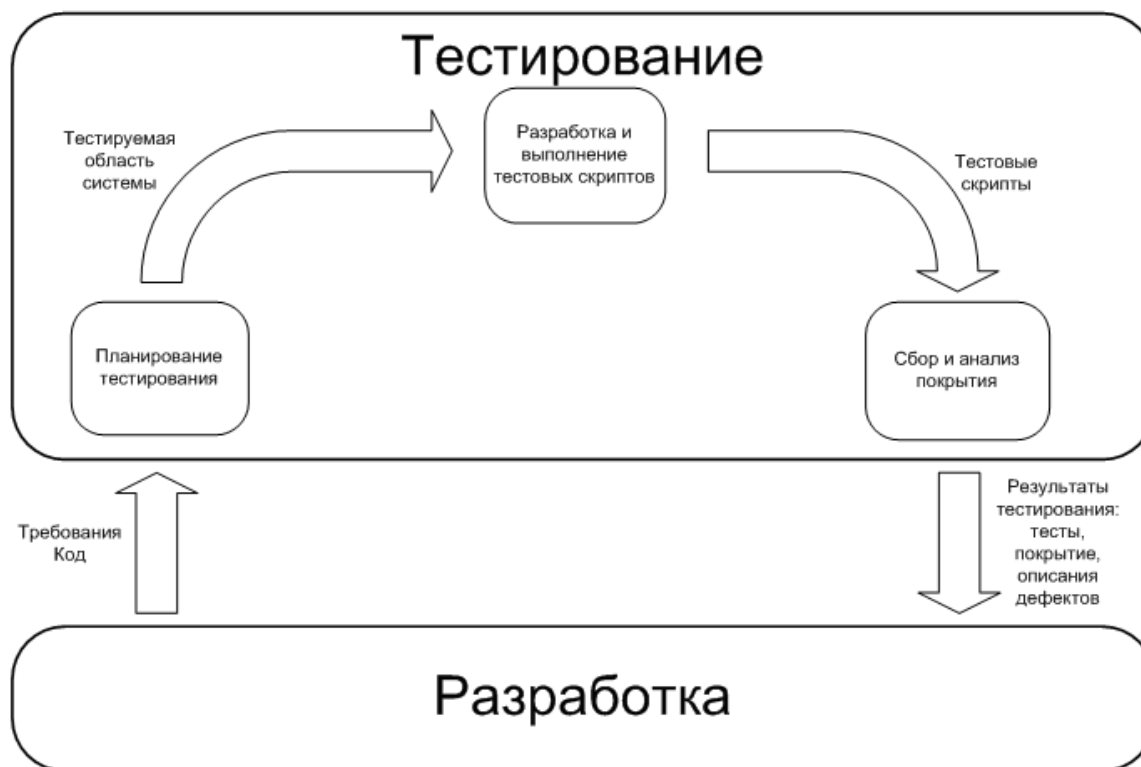 Тестирование
Тестируемая
область
системы
Разработка и
выполнение
тестовых скриптов
Тестовые
скрипты
Планирование
тестирования
Сбор и анализ
покрытия
Требования
Код
Результаты
тестирования:
тесты,
покрытие,
описания
дефектов
Разработка